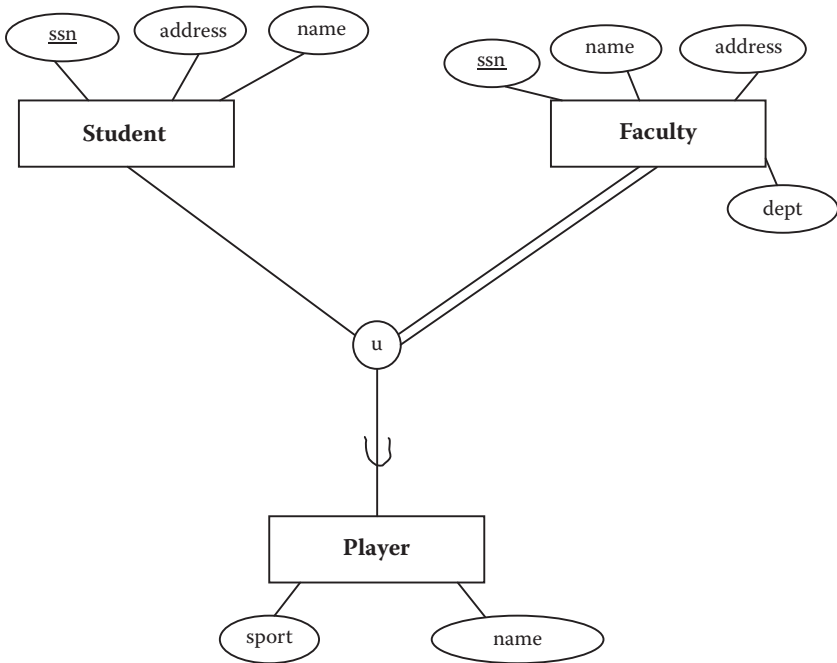 ssn
address
name
Student
ssn
name
address
Faculty
dept
u
Player
sport
name